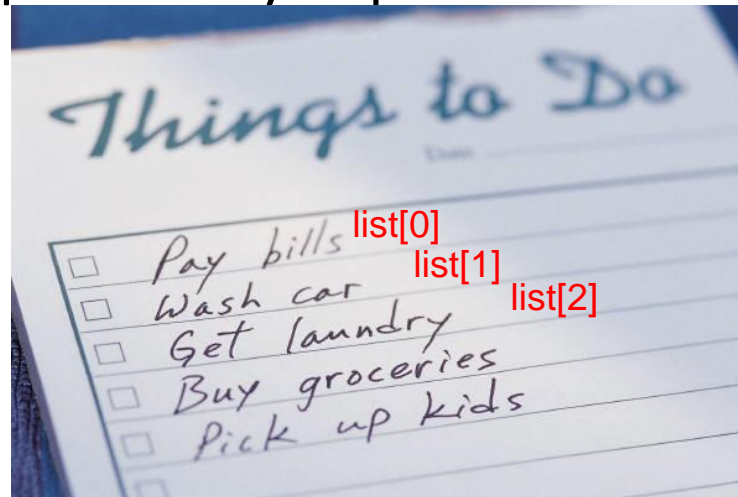 Things to Do
Date
Pay bills list[0]
Wash car list[1]
Get laundry list[2]
Buy groceries
Pick up kids